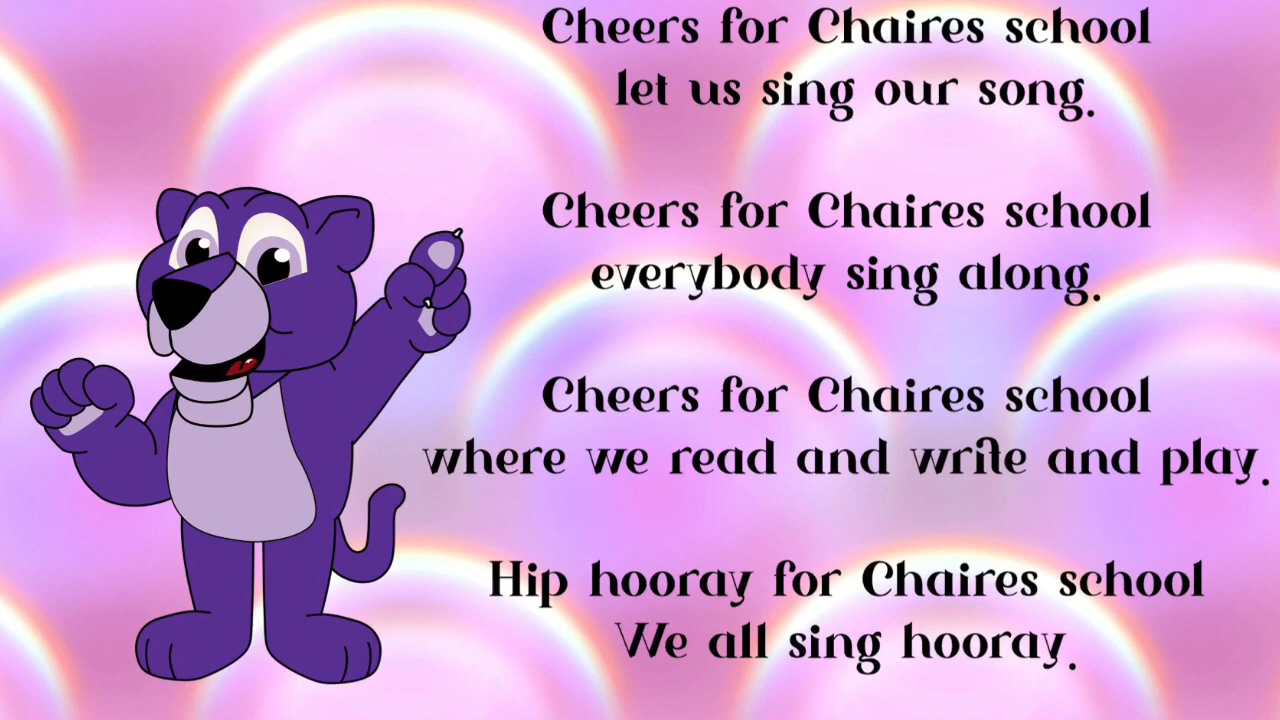 Cheers for Chaires school
let us sing our song.
Cheers for Chaires school
everybody sing along.
Cheers for Chaires school
where we read and write and play.
Hip hooray for Chaires school
We all sing hooray.